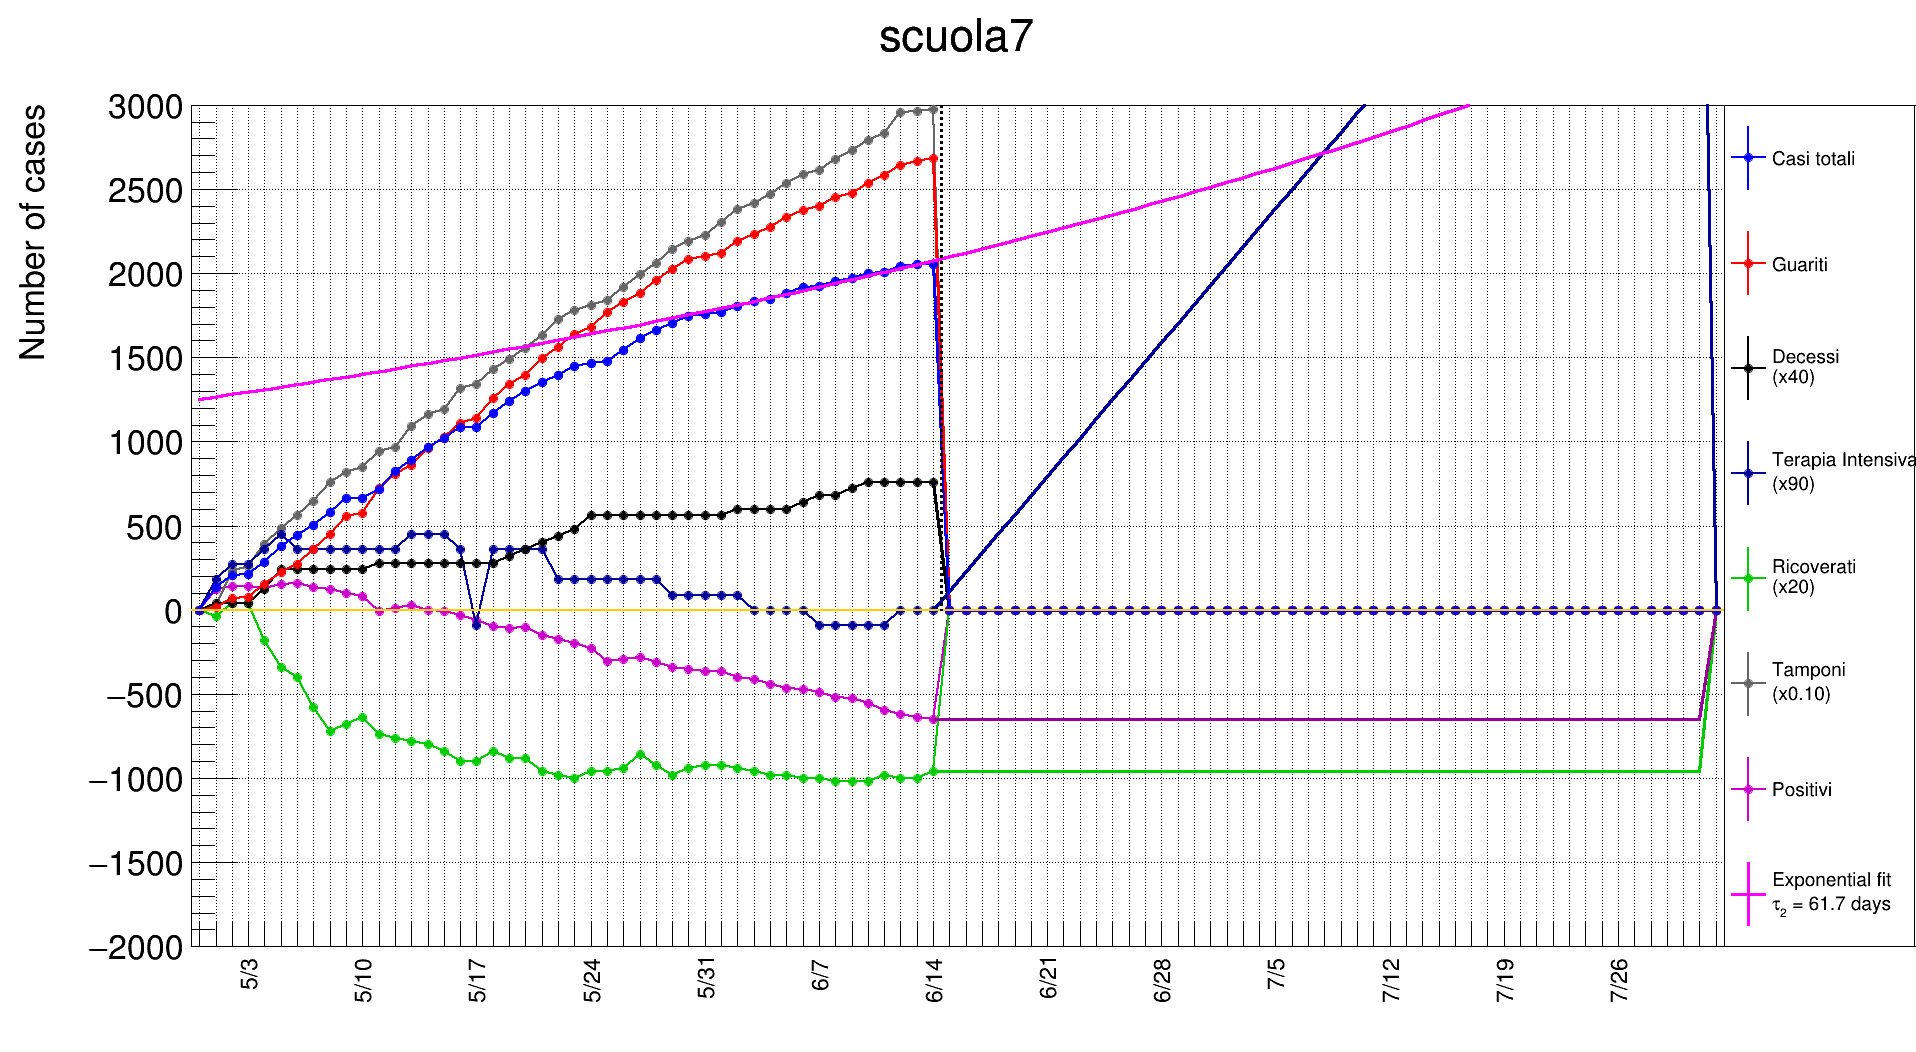 scuola7
Number of cases
3000
2500
2000
1500
1000
500
0
−500
−1000
−1500
−2000
5/3
5/10
5/17
5/24
5/31
6/7
6/14
6/21
6/28
7/5
7/12
7/19
7/26
Casi totali
Guariti
Decessi
(x40)
Terapia Intensiva
(x90)
Ricoverati
(x20)
Tamponi
(x0.10)
Positivi
Exponential fit
τ2 = 61.7 days